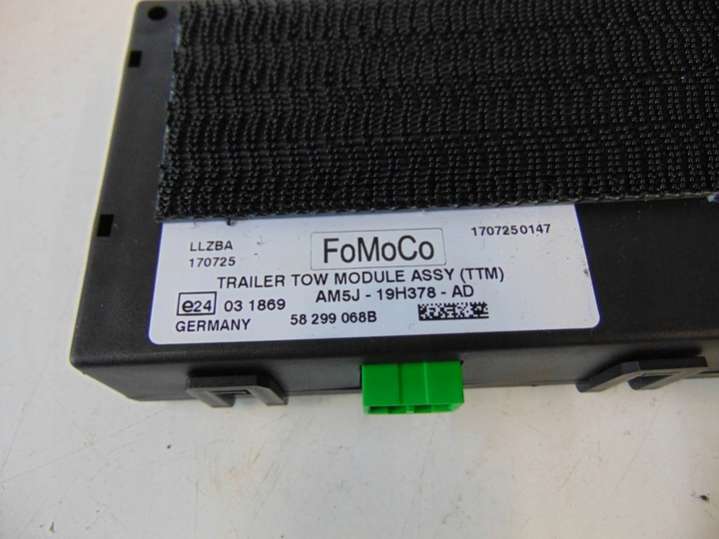 LLZBA
170725
FoMoCo
1707250147
TRAILER TOW MODULE ASSY (TTM)
e24 03 1869
AM5J - 19H378 - AD
GERMANY
58 299 068B